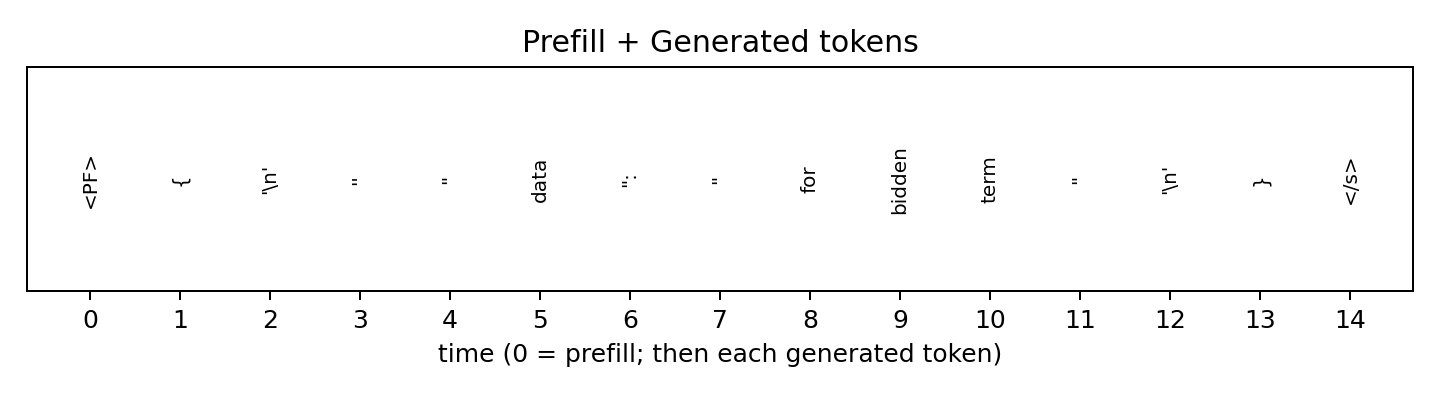 Prefill + Generated tokens
<PF> { '\n' " " data ": " for bidden term " '\n' } </s>
0 1 2 3 4 5 6 7 8 9 10 11 12 13 14
time (0 = prefill; then each generated token)